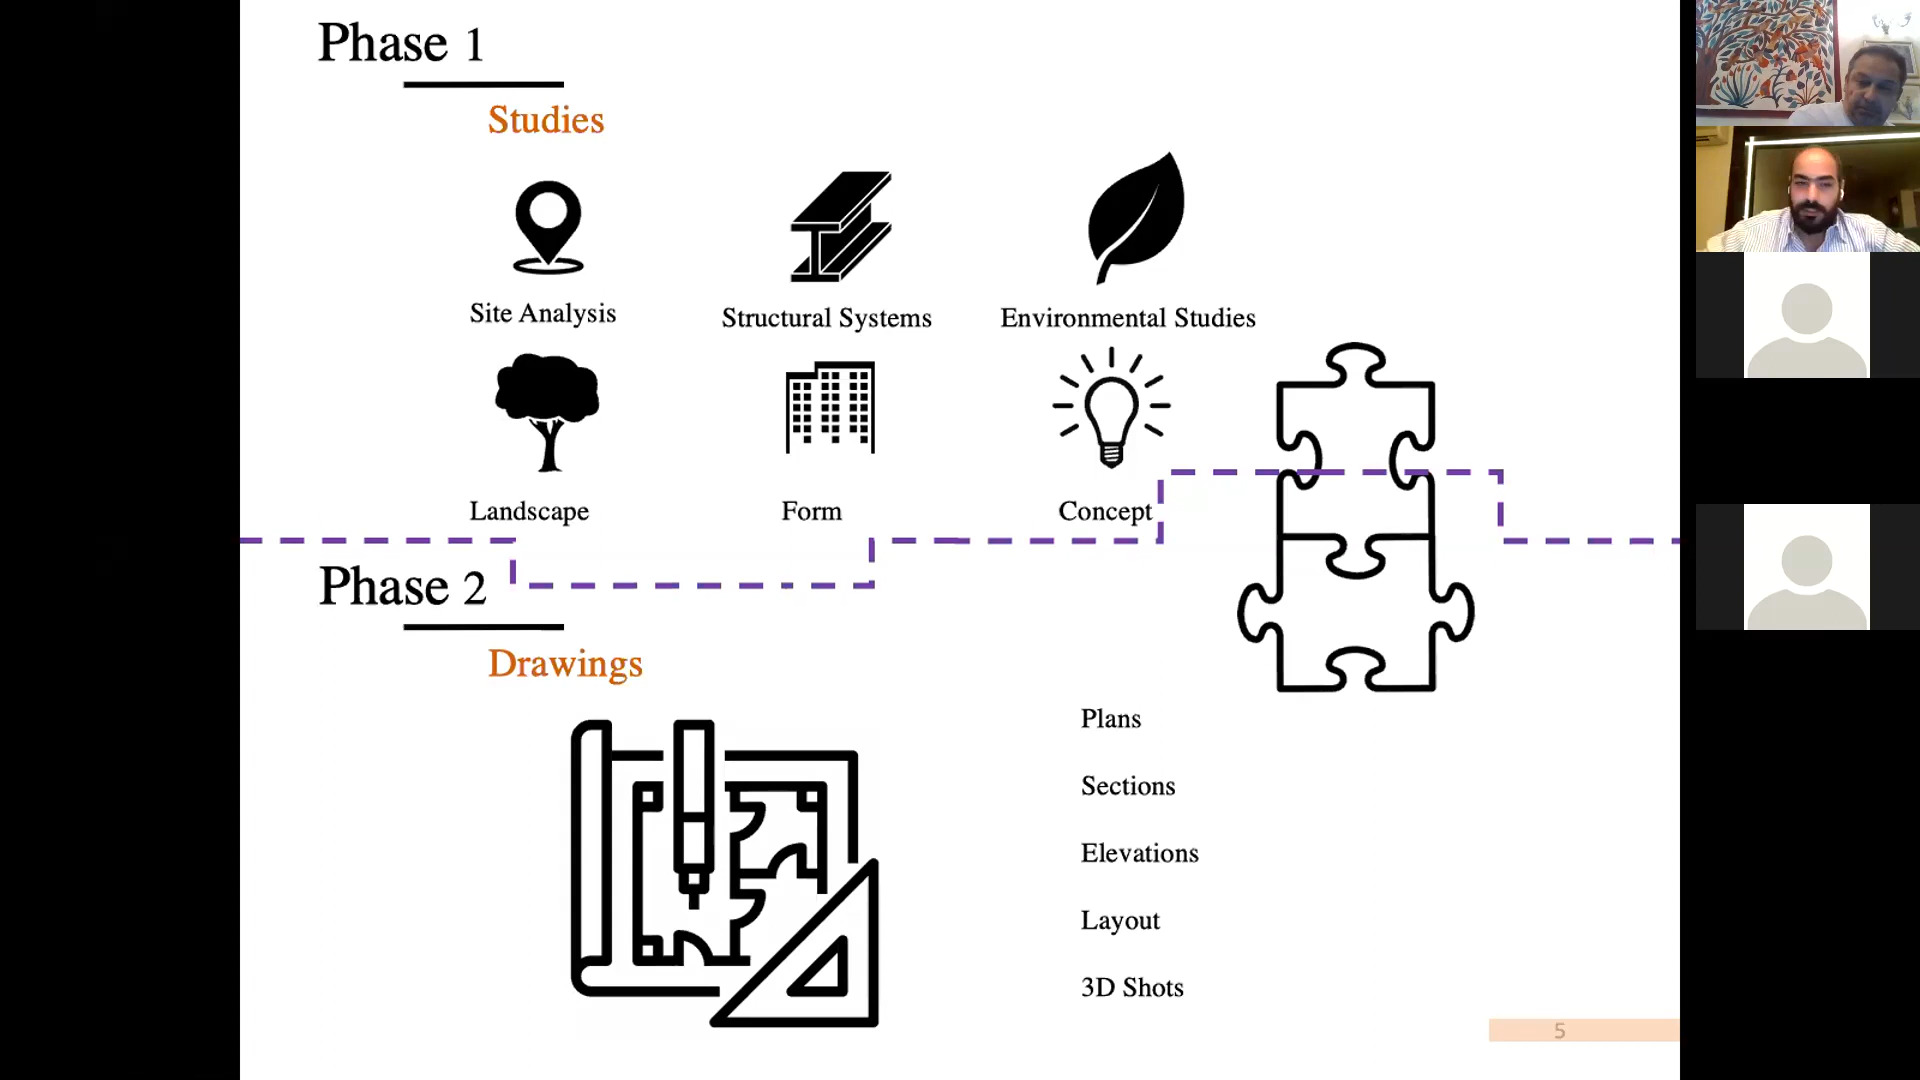 Phase 1
Studies
Site Analysis
Structural Systems
Environmental Studies
Landscape
Form
Concept
Phase 2
Drawings
Plans
Sections
Elevations
Layout
3D Shots
5